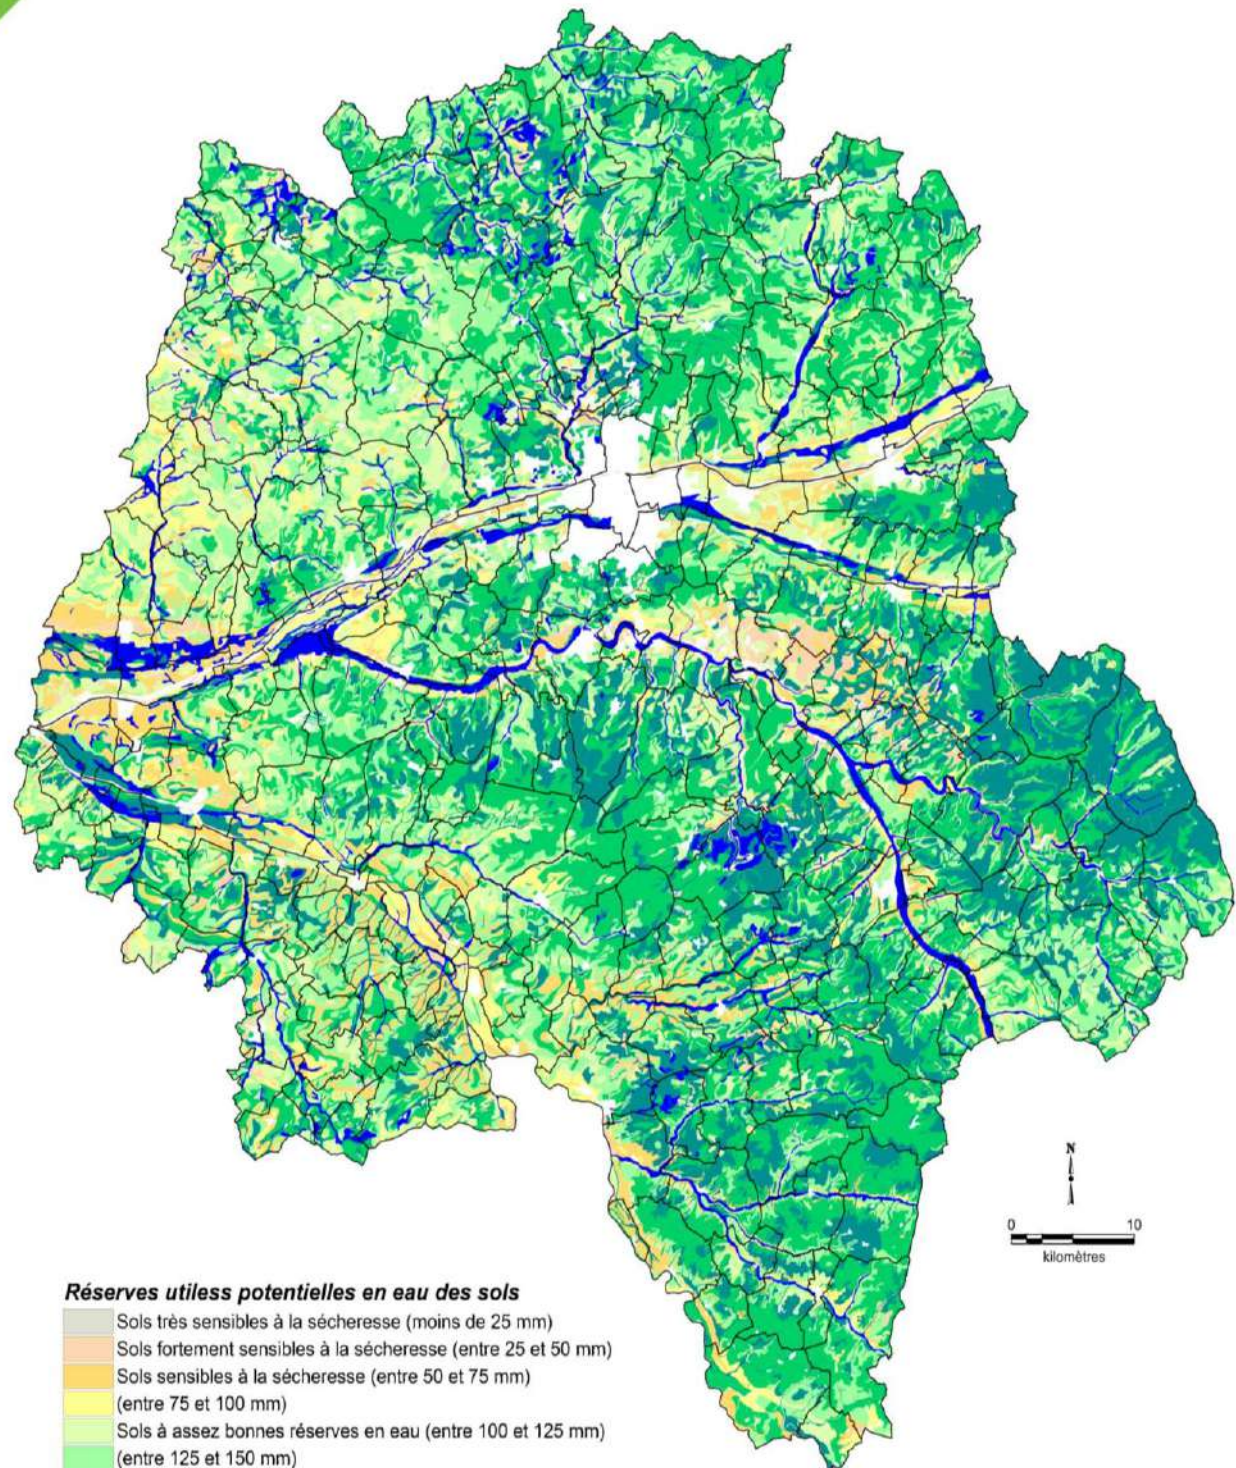 N
0 10
kilomètres
Réserves utiless potentielles en eau des sols
Sols très sensibles à la sécheresse (moins de 25 mm)
Sols fortement sensibles à la sécheresse (entre 25 et 50 mm)
Sols sensibles à la sécheresse (entre 50 et 75 mm)
(entre 75 et 100 mm)
Sols à assez bonnes réserves en eau (entre 100 et 125 mm)
(entre 125 et 150 mm)